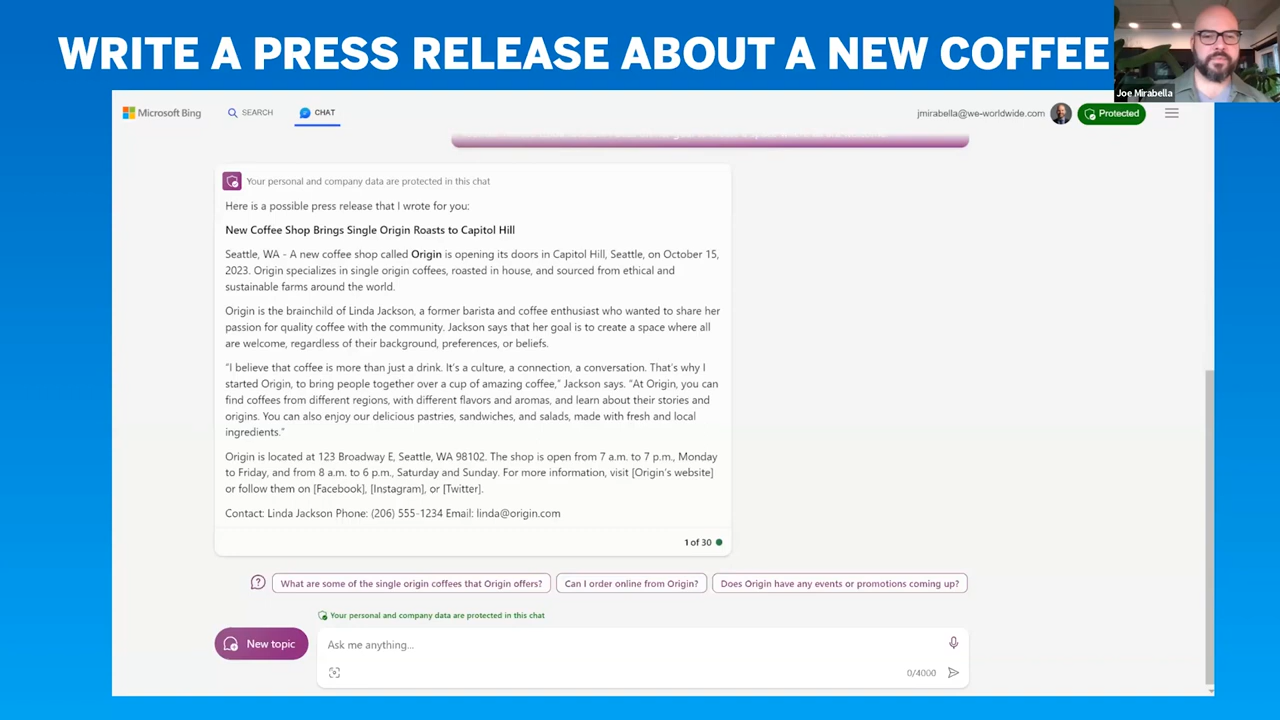 WRITE A PRESS RELEASE ABOUT A NEW COFFEE
Joe Mirabella
Microsoft Bing
SEARCH
CHAT
jmirabella@we-worldwide.com
Protected
Your personal and company data are protected in this chat
Here is a possible press release that I wrote for you:
New Coffee Shop Brings Single Origin Roasts to Capitol Hill
Seattle, WA - A new coffee shop called Origin is opening its doors in Capitol Hill, Seattle, on October 15,
2023. Origin specializes in single origin coffees, roasted in house, and sourced from ethical and
sustainable farms around the world.
Origin is the brainchild of Linda Jackson, a former barista and coffee enthusiast who wanted to share her
passion for quality coffee with the community. Jackson says that her goal is to create a space where all
are welcome, regardless of their background, preferences, or beliefs.
"I believe that coffee is more than just a drink. It's a culture, a connection, a conversation. That's why I
started Origin, to bring people together over a cup of amazing coffee," Jackson says. "At Origin, you can
find coffees from different regions, with different flavors and aromas, and learn about their stories and
origins. You can also enjoy our delicious pastries, sandwiches, and salads, made with fresh and local
ingredients."
Origin is located at 123 Broadway E, Seattle, WA 98102. The shop is open from 7 a.m. to 7 p.m., Monday
to Friday, and from 8 a.m. to 6 p.m., Saturday and Sunday. For more information, visit [Origin's website]
or follow them on [Facebook], [Instagram], or [Twitter].
Contact: Linda Jackson Phone: (206) 555-1234 Email: linda@origin.com
1 of 30
What are some of the single origin coffees that Origin offers?
Can I order online from Origin?
Does Origin have any events or promotions coming up?
Your personal and company data are protected in this chat
New topic
Ask me anything...
0/4000